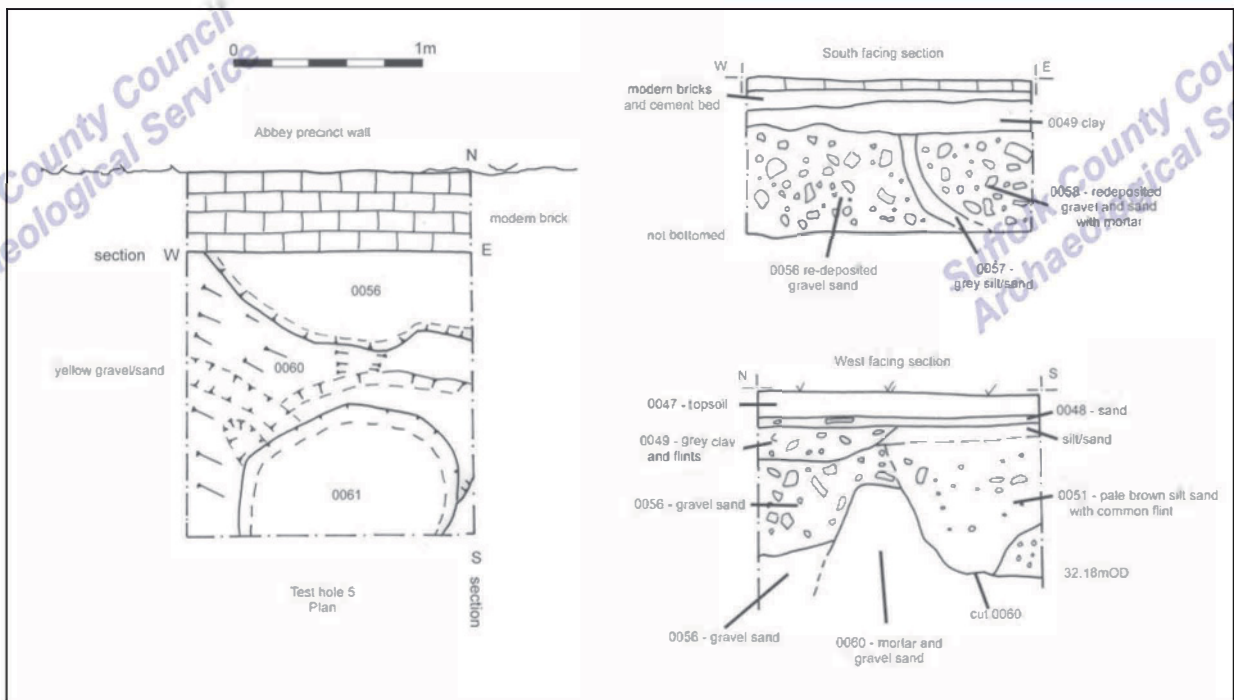 County Council
Archaeological Service
0 1m
Abbey precinct wall
N
modern brick
section W E
0056
yellow gravel/sand
0060
0061
S
section
Test hole 5
Plan
South facing section
W E
modern bricks
and cement bed
0049 clay
0058 - redeposited
gravel and sand
with mortar
not bottomed
0056 re-deposited
gravel sand
0057 -
grey silt/sand
Suffolk County Cou
Archaeological Se
West facing section
N S
0047 - topsoil
0048 - sand
silt/sand
0049 - grey clay
and flints
0056 - gravel sand
0051 - pale brown silt sand
with common flint
32.18mOD
cut 0060
0056 - gravel sand
0060 - mortar and
gravel sand